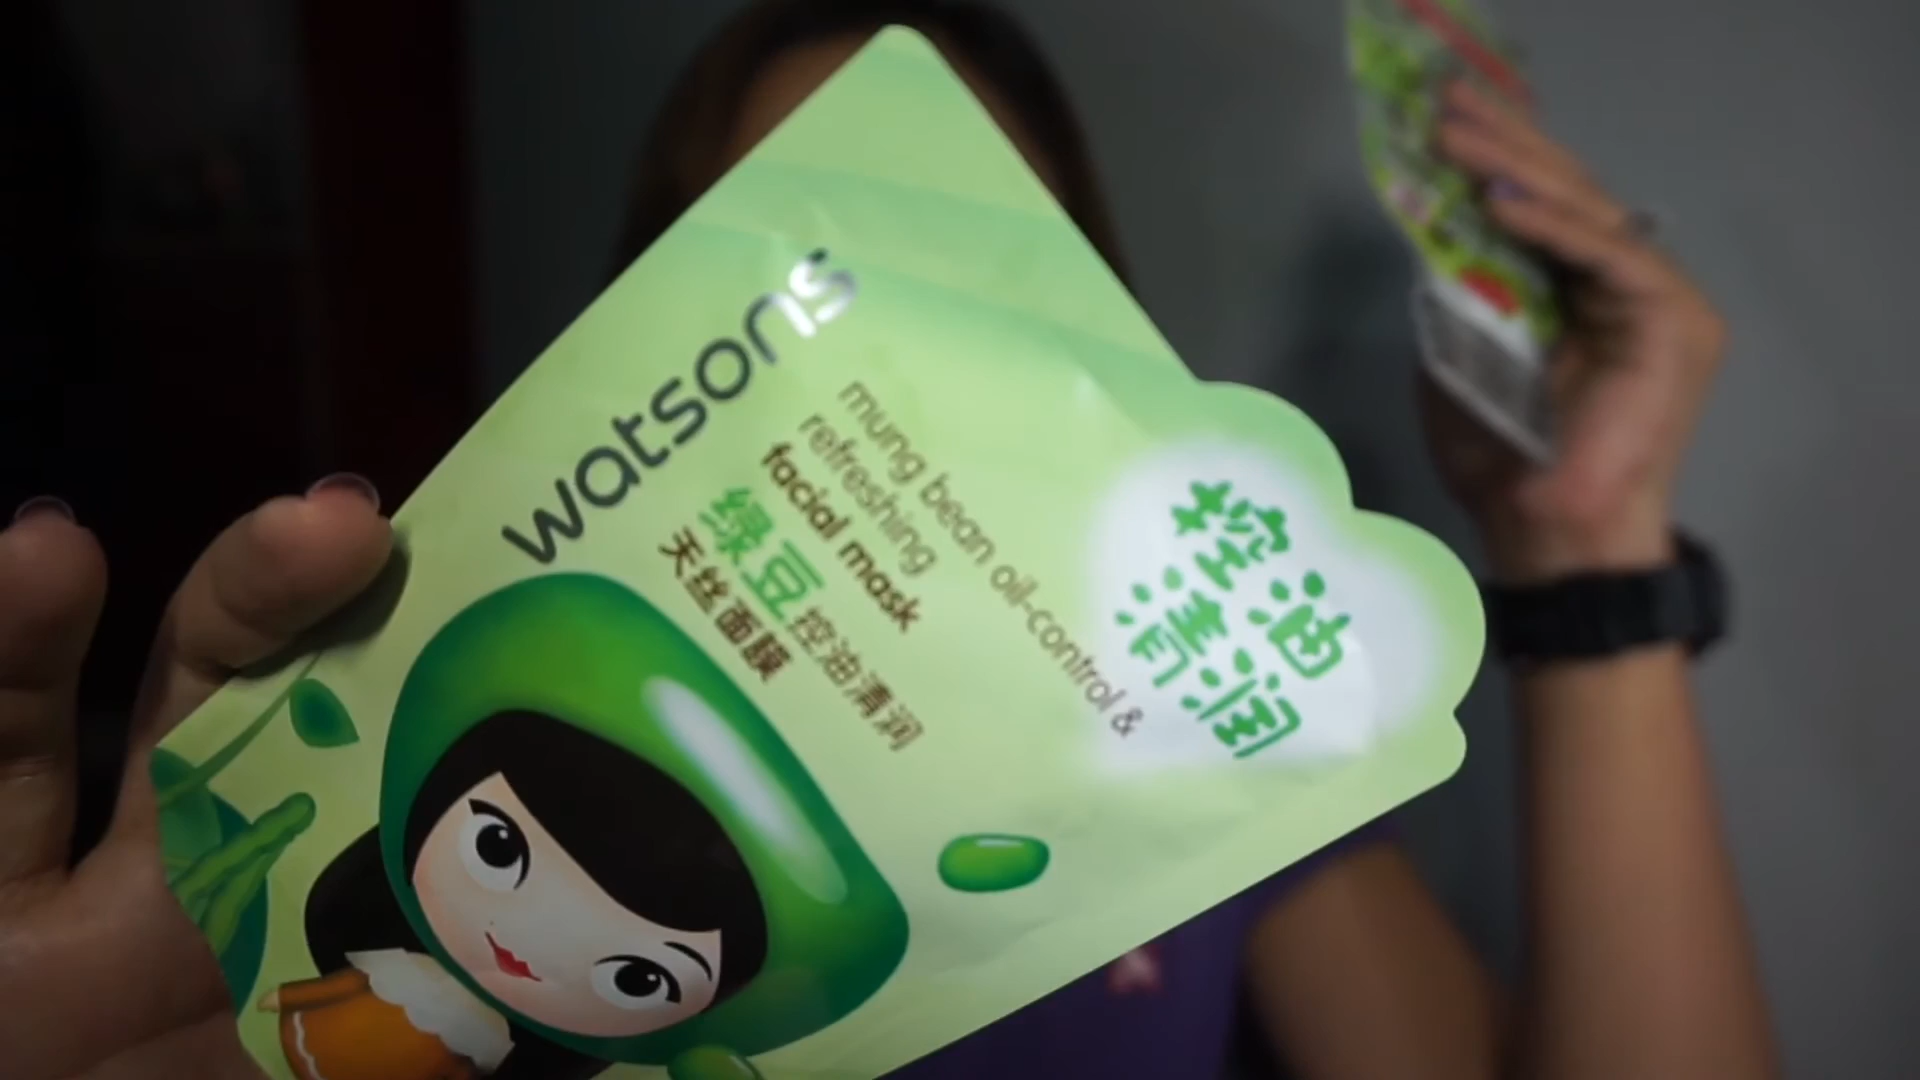 watsons
mung bean oil-control &
refreshing
facial mask
绿豆控油清润
天丝面膜
控油
清润